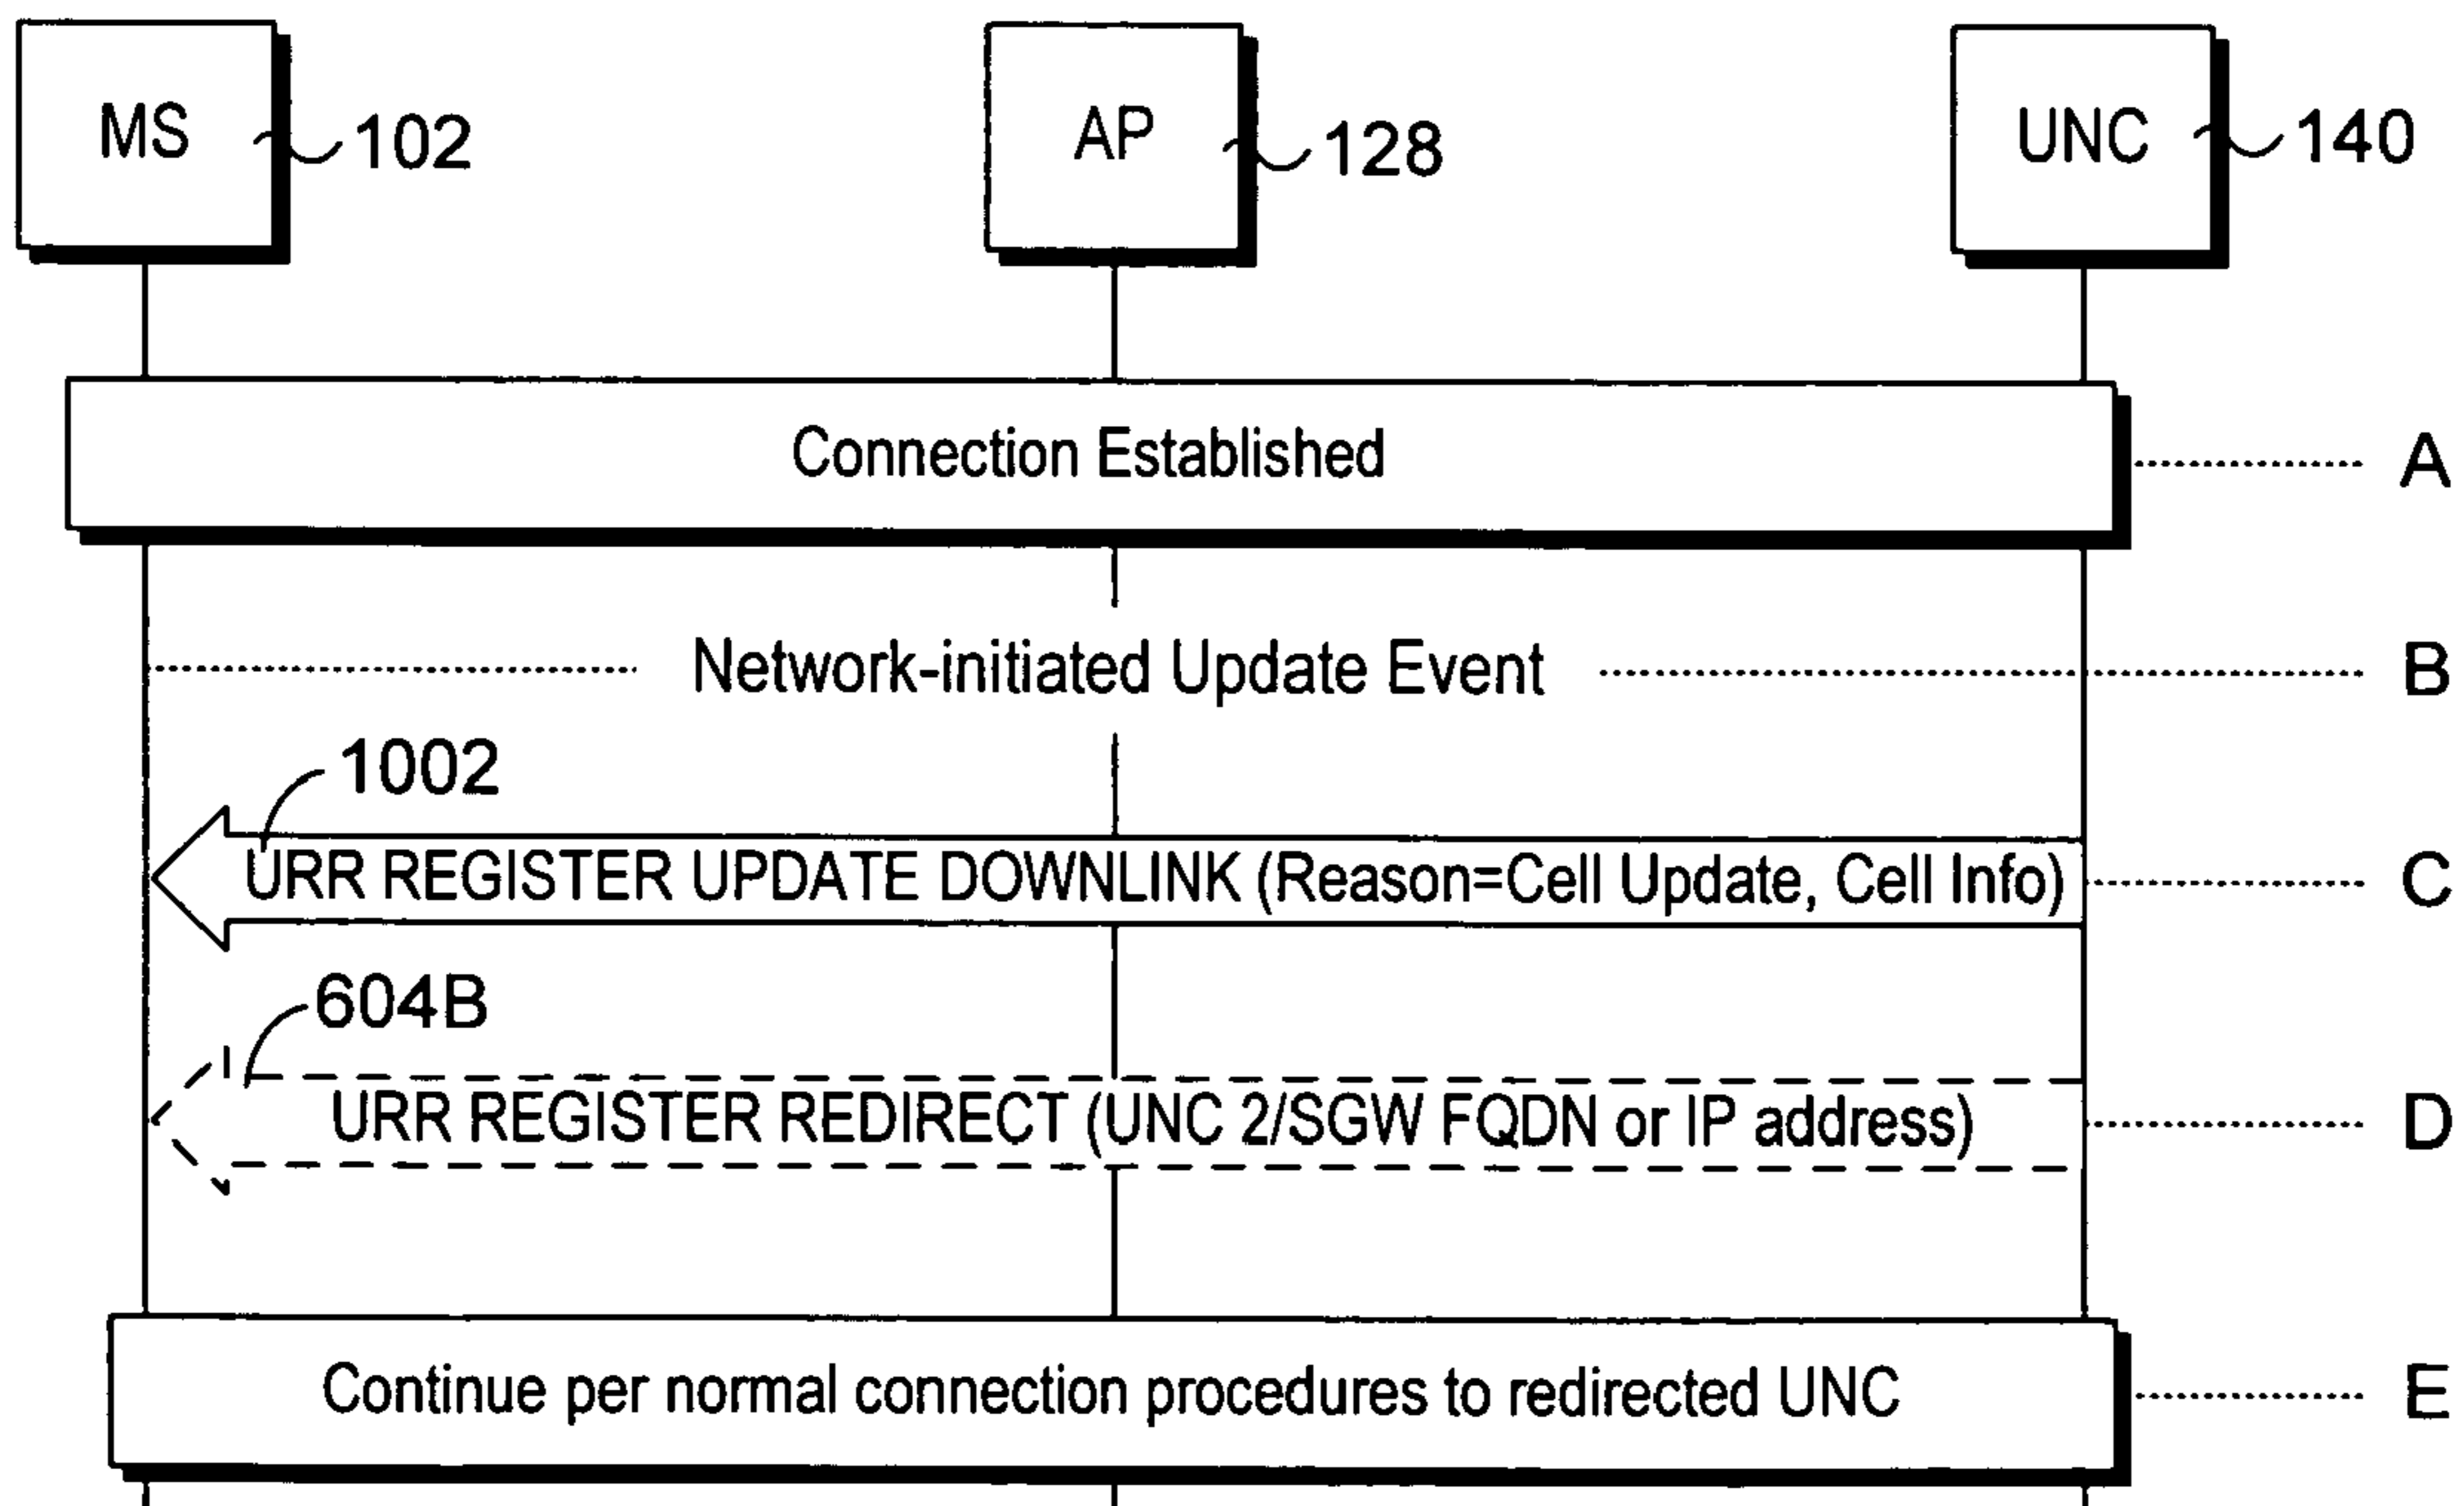 MS
102
AP
128
UNC
140
Connection Established
A
Network-initiated Update Event
B
1002
URR REGISTER UPDATE DOWNLINK (Reason=Cell Update, Cell Info)
C
604B
URR REGISTER REDIRECT (UNC 2/SGW FQDN or IP address)
D
Continue per normal connection procedures to redirected UNC
E